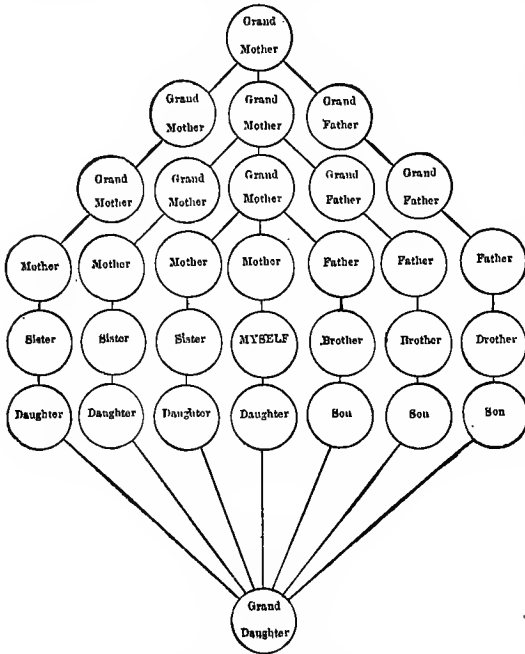 Grand
Mother
Grand Grand Grand
Mother Mother Father
Grand Grand Grand Grand Grand
Mother Mother Mother Father Father
Mother Mother Mother Mother Father Father Father
Sister Sister Sister MYSELF Brother Brother Brother
Daughter Daughter Daughter Daughter Son Son Son
Grand
Daughter